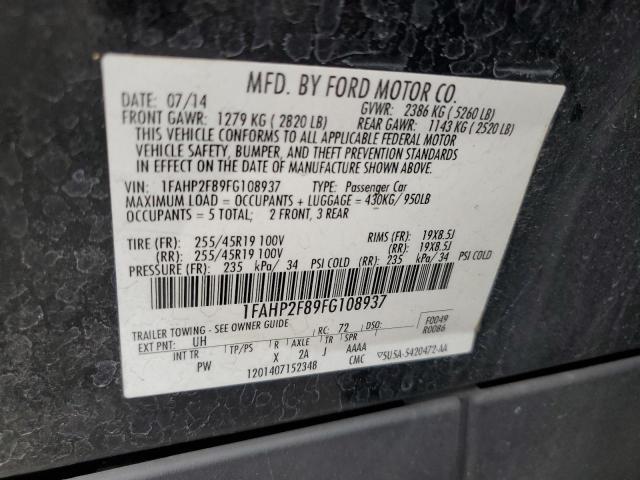 MFD. BY FORD MOTOR CO.
DATE: 07/14 GVWR: 2386 KG ( 5260 LB)
FRONT GAWR: 1279 KG ( 2820 LB) REAR GAWR: 1143 KG ( 2520 LB)
THIS VEHICLE CONFORMS TO ALL APPLICABLE FEDERAL MOTOR
VEHICLE SAFETY, BUMPER, AND THEFT PREVENTION STANDARDS
IN EFFECT ON THE DATE OF MANUFACTURE SHOWN ABOVE.
VIN: 1FAHP2F89FG108937 TYPE: Passenger Car
MAXIMUM LOAD = OCCUPANTS + LUGGAGE = 430KG/ 950LB
OCCUPANTS = 5 TOTAL; 2 FRONT, 3 REAR
TIRE (FR): 255/45R19 100V RIMS (FR): 19X8.5J
(RR): 255/45R19 100V (RR): 19X8.5J
PRESSURE (FR): 235 kPa/ 34 PSI COLD (RR): 235 kPa/ 34 PSI COLD
1FAHP2F89FG108937
TRAILER TOWING - SEE OWNER GUIDE
F0049
R0086
EXT PNT: UH RC: 72 DSO:
INT TR TP/PS R AXLE TR SPR
PW X 2A J AAAA
1201407152348 CMC 5U5A-5420472-AA